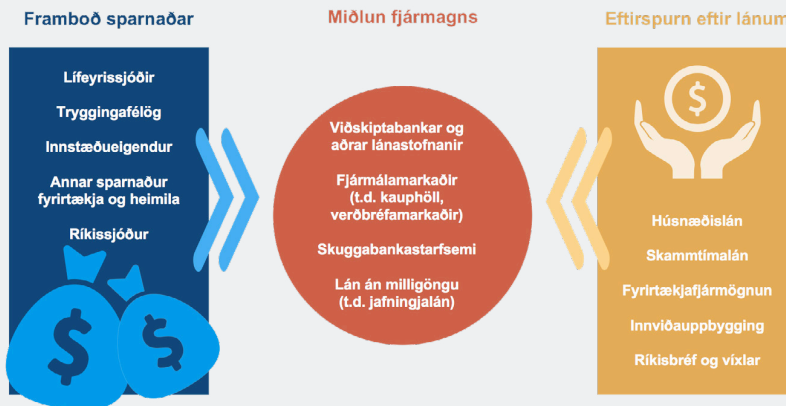 Framboð sparnaðar
Lífeyrissjóðir
Tryggingafélög
Innstæðueigendur
Annar sparnaður
fyrirtækja og heimila
Ríkissjóður
$
$
Miðlun fjármagns
Viðskiptabankar og
aðrar lánastofnanir
Fjármálamarkaðir
(t.d. kauphöll,
verðbréfamarkaðir)
Skuggabankastarfsemi
Lán án milligöngu
(t.d. jafningjalán)
Eftirspurn eftir lánum
$
Húsnæðislán
Skammtímalán
Fyrirtækjafjármögnun
Innviðauppbygging
Ríkisbréf og víxlar